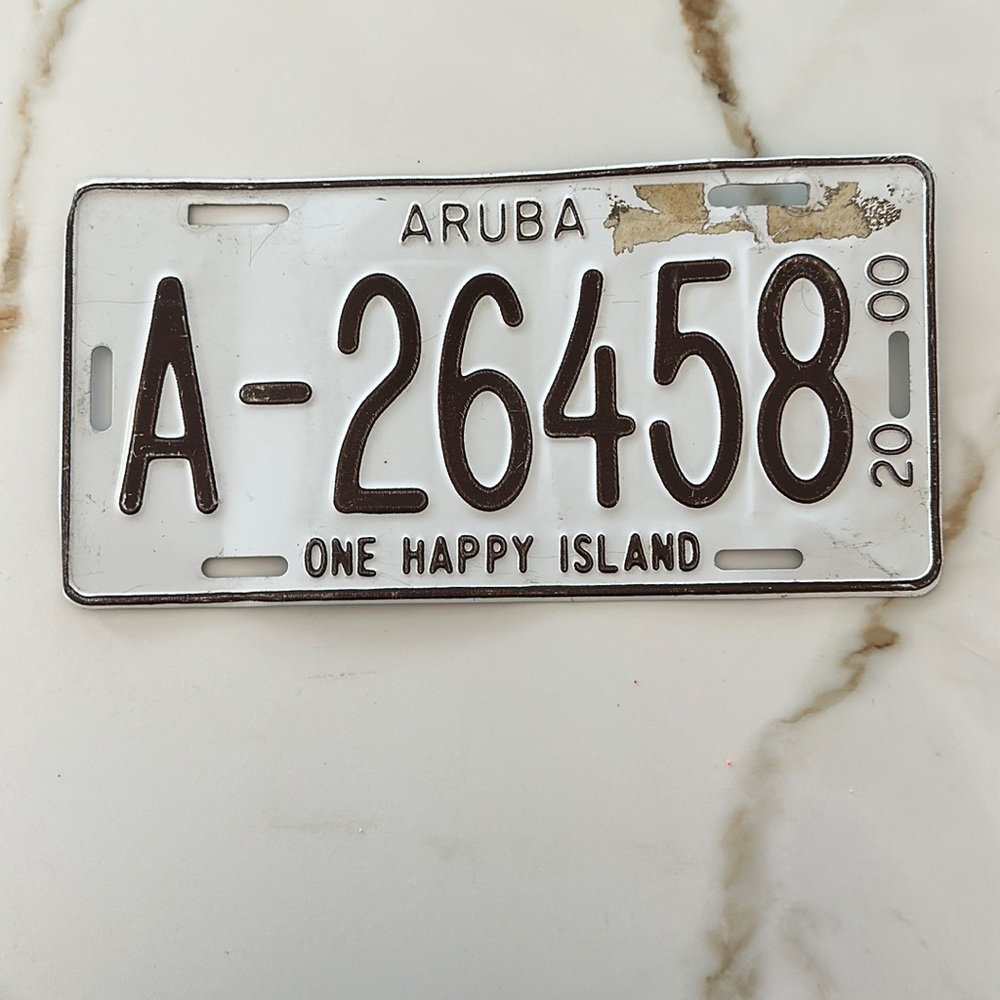 ARUBA
A-26458
20 00
ONE HAPPY ISLAND